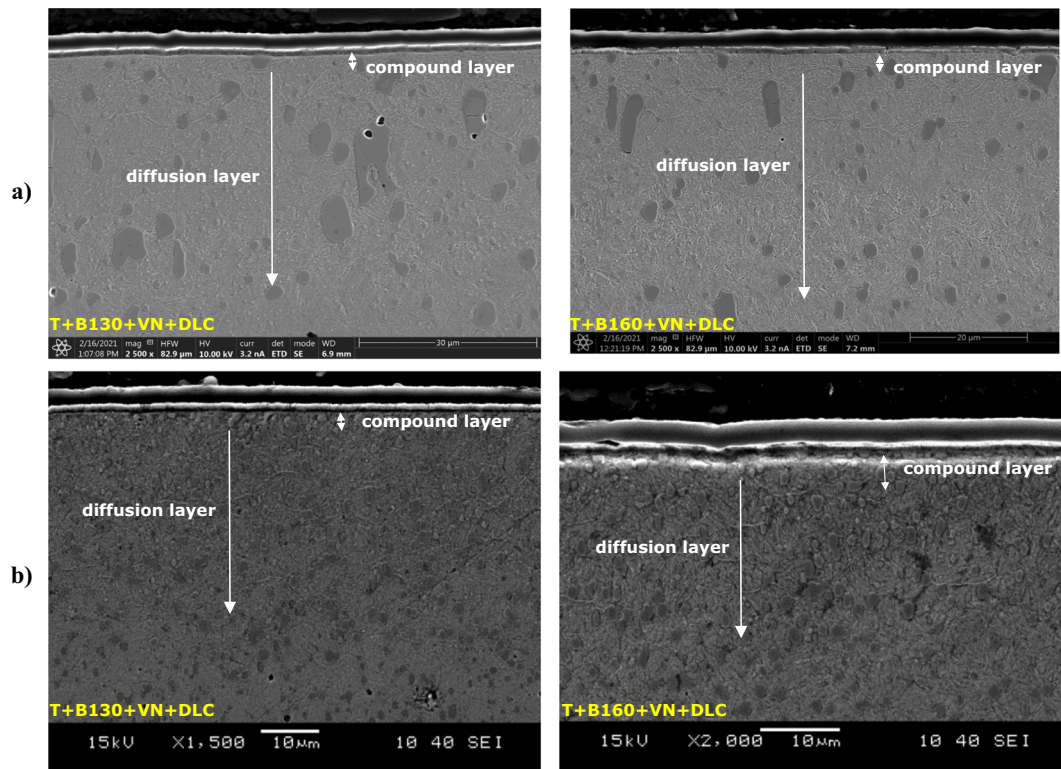 a)
compound layer
diffusion layer
T+B130+VN+DLC
2/16/2021 mag HFW HV curr det mode WD
1:07:08 PM 2 500 x 82.9 µm 10.00 kV 3.2 nA ETD SE 6.9 mm
30 µm
compound layer
diffusion layer
T+B160+VN+DLC
2/16/2021 mag HFW HV curr det mode WD
12:21:19 PM 2 500 x 82.9 µm 10.00 kV 3.2 nA ETD SE 7.2 mm
20 µm
b)
compound layer
diffusion layer
T+B130+VN+DLC
15kV X1,500 10µm 10 40 SEI
compound layer
diffusion layer
T+B160+VN+DLC
15kV X2,000 10µm 10 40 SEI